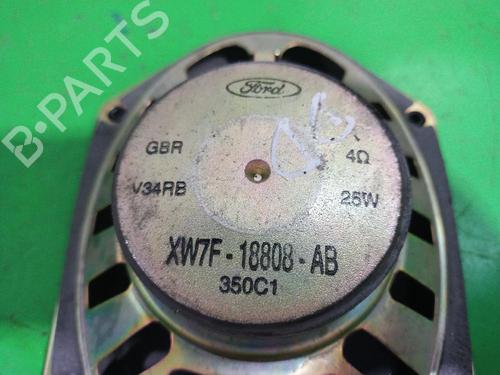 B-PARTS
Ford
GBR
4Ω
V34RB
25W
XW7F-18808-AB
350C1